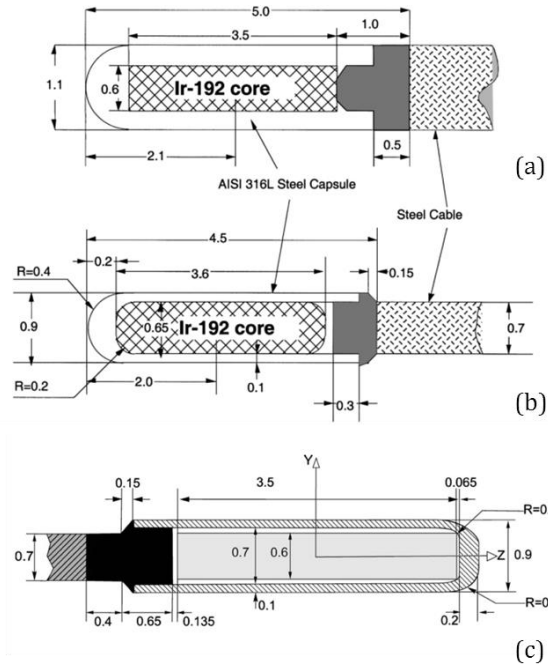 5.0
3.5
1.0
1.1
0.6
Ir-192 core
2.1
0.5
(a)
AISI 316L Steel Capsule
Steel Cable
4.5
0.2
3.6
0.15
R=0.4
0.9
0.65
Ir-192 core
0.7
R=0.2
2.0
0.1
0.3
(b)
Y
0.15
3.5
0.065
R=0.
0.7
0.7
0.6
Z
0.9
0.1
R=0
0.4
0.65
0.135
0.2
(c)